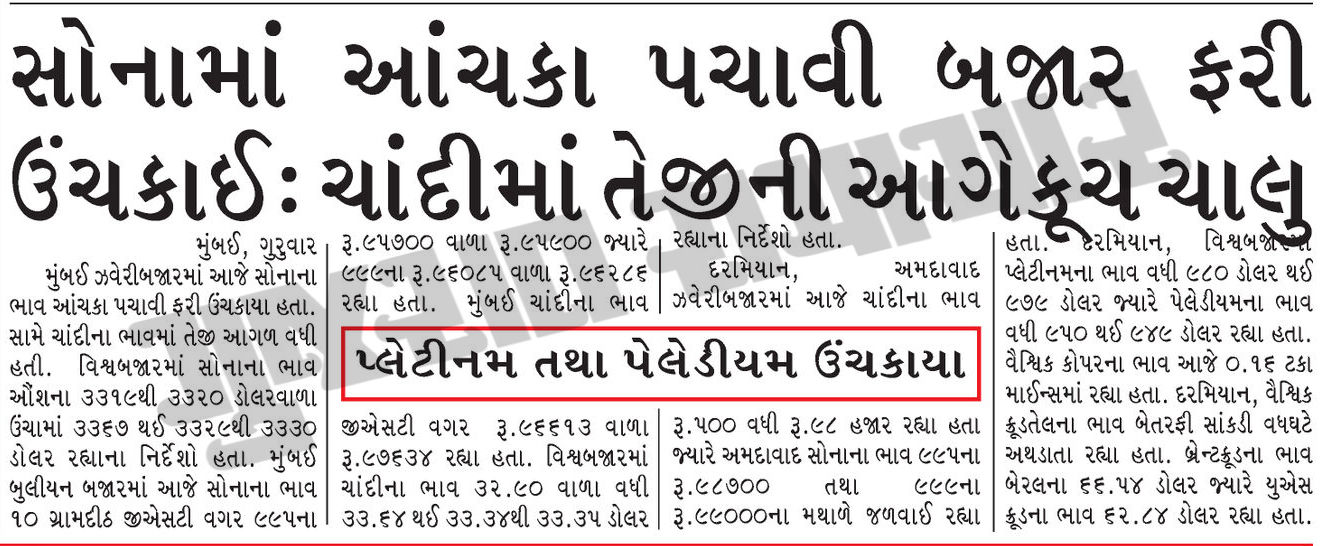 સોનામાં આંચકા પચાવી બજાર ફરી
ઉંચકાઈ: ચાંદીમાં તેજીની આગેકૂચ ચાલુ
મુંબઈ, ગુરુવાર
મુંબઈ ઝવેરીબજારમાં આજે સોનાના
ભાવ આંચકા પચાવી ફરી ઉંચકાયા હતા.
સામે ચાંદીના ભાવમાં તેજી આગળ વધી
હતી. વિશ્વબજારમાં સોનાના ભાવ
ઔંશના ૩૩૧૯થી ૩૩૨૦ ડોલરવાળા
ઉંચામાં ૩૩૬૭ થઈ ૩૩૨૯થી ૩૩૩૦
ડોલર રહ્યાના નિર્દેશો હતા. મુંબઈ
બુલીયન બજારમાં આજે સોનાના ભાવ
૧૦ ગ્રામદીઠ જીએસટી વગર ૯૯૫ના
રૂ.૯૫૭૦૦ વાળા રૂ.૯૫૯૦૦ જ્યારે
૯૯૯ના રૂ.૯૬૦૮૫ વાળા રૂ.૯૬૨૮૬
રહ્યા હતા. મુંબઈ ચાંદીના ભાવ
પ્લેટીનમ તથા પેલેડીયમ ઉંચકાયા
જીએસટી વગર રૂ.૯૬૬૧૩ વાળા
રૂ.૯૭૬૩૪ રહ્યા હતા. વિશ્વબજારમાં
ચાંદીના ભાવ ૩૨.૯૦ વાળા વધી
૩૩.૬૪ થઈ ૩૩.૩૪થી ૩૩.૩૫ ડોલર
રહ્યાના નિર્દેશો હતા.
દરમિયાન, અમદાવાદ
ઝવેરીબજારમાં આજે ચાંદીના ભાવ
રૂ.૫૦૦ વધી રૂ.૯૮ હજાર રહ્યા હતા
જ્યારે અમદાવાદ સોનાના ભાવ ૯૯૫ના
રૂ.૯૮૭૦૦ તથા ૯૯૯ના
રૂ.૯૯૦૦૦ના મથાળે જળવાઈ રહ્યા
હતા. દરમિયાન, વિશ્વબજારમાં
પ્લેટીનમના ભાવ વધી ૯૮૦ ડોલર થઈ
૯૭૯ ડોલર જ્યારે પેલેડીયમના ભાવ
વધી ૯૫૦ થઈ ૯૪૯ ડોલર રહ્યા હતા.
વૈશ્વિક કોપરના ભાવ આજે ૦.૧૬ ટકા
માઈન્સમાં રહ્યા હતા. દરમિયાન, વૈશ્વિક
ક્રૂડતેલના ભાવ બેતરફી સાંકડી વધઘટે
અથડાતા રહ્યા હતા. બ્રેન્ટક્રૂડના ભાવ
બેરલના ૬૬.૫૪ ડોલર જ્યારે યુએસ
ક્રૂડના ભાવ ૬૨.૮૪ ડોલર રહ્યા હતા.
ગુજરાત સમાચાર